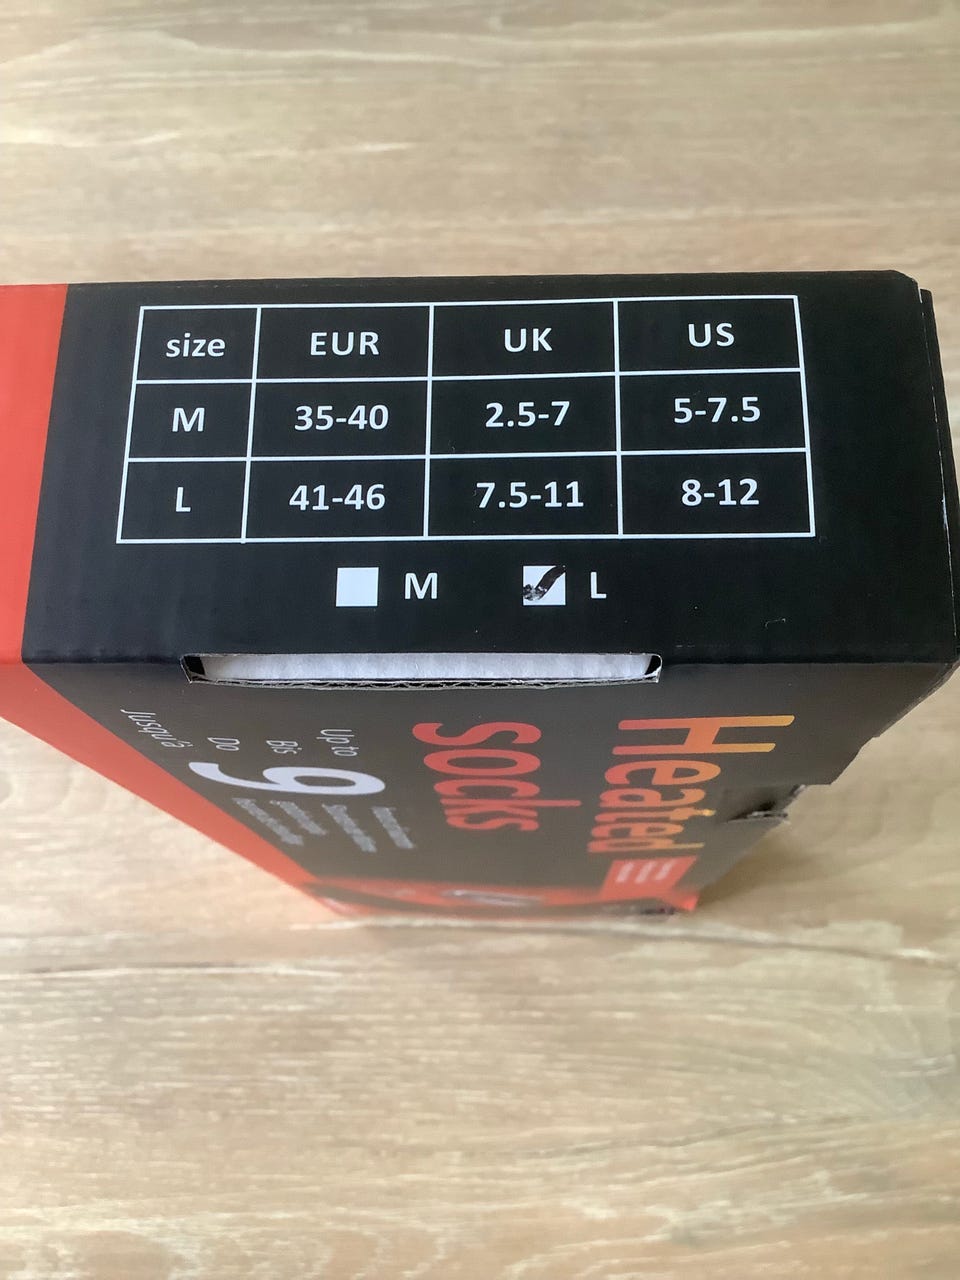 size EUR UK US
M 35-40 2.5-7 5-7.5
L 41-46 7.5-11 8-12
M L
Heated
socks
Up to
Bis
Do
Jusqu'à
9